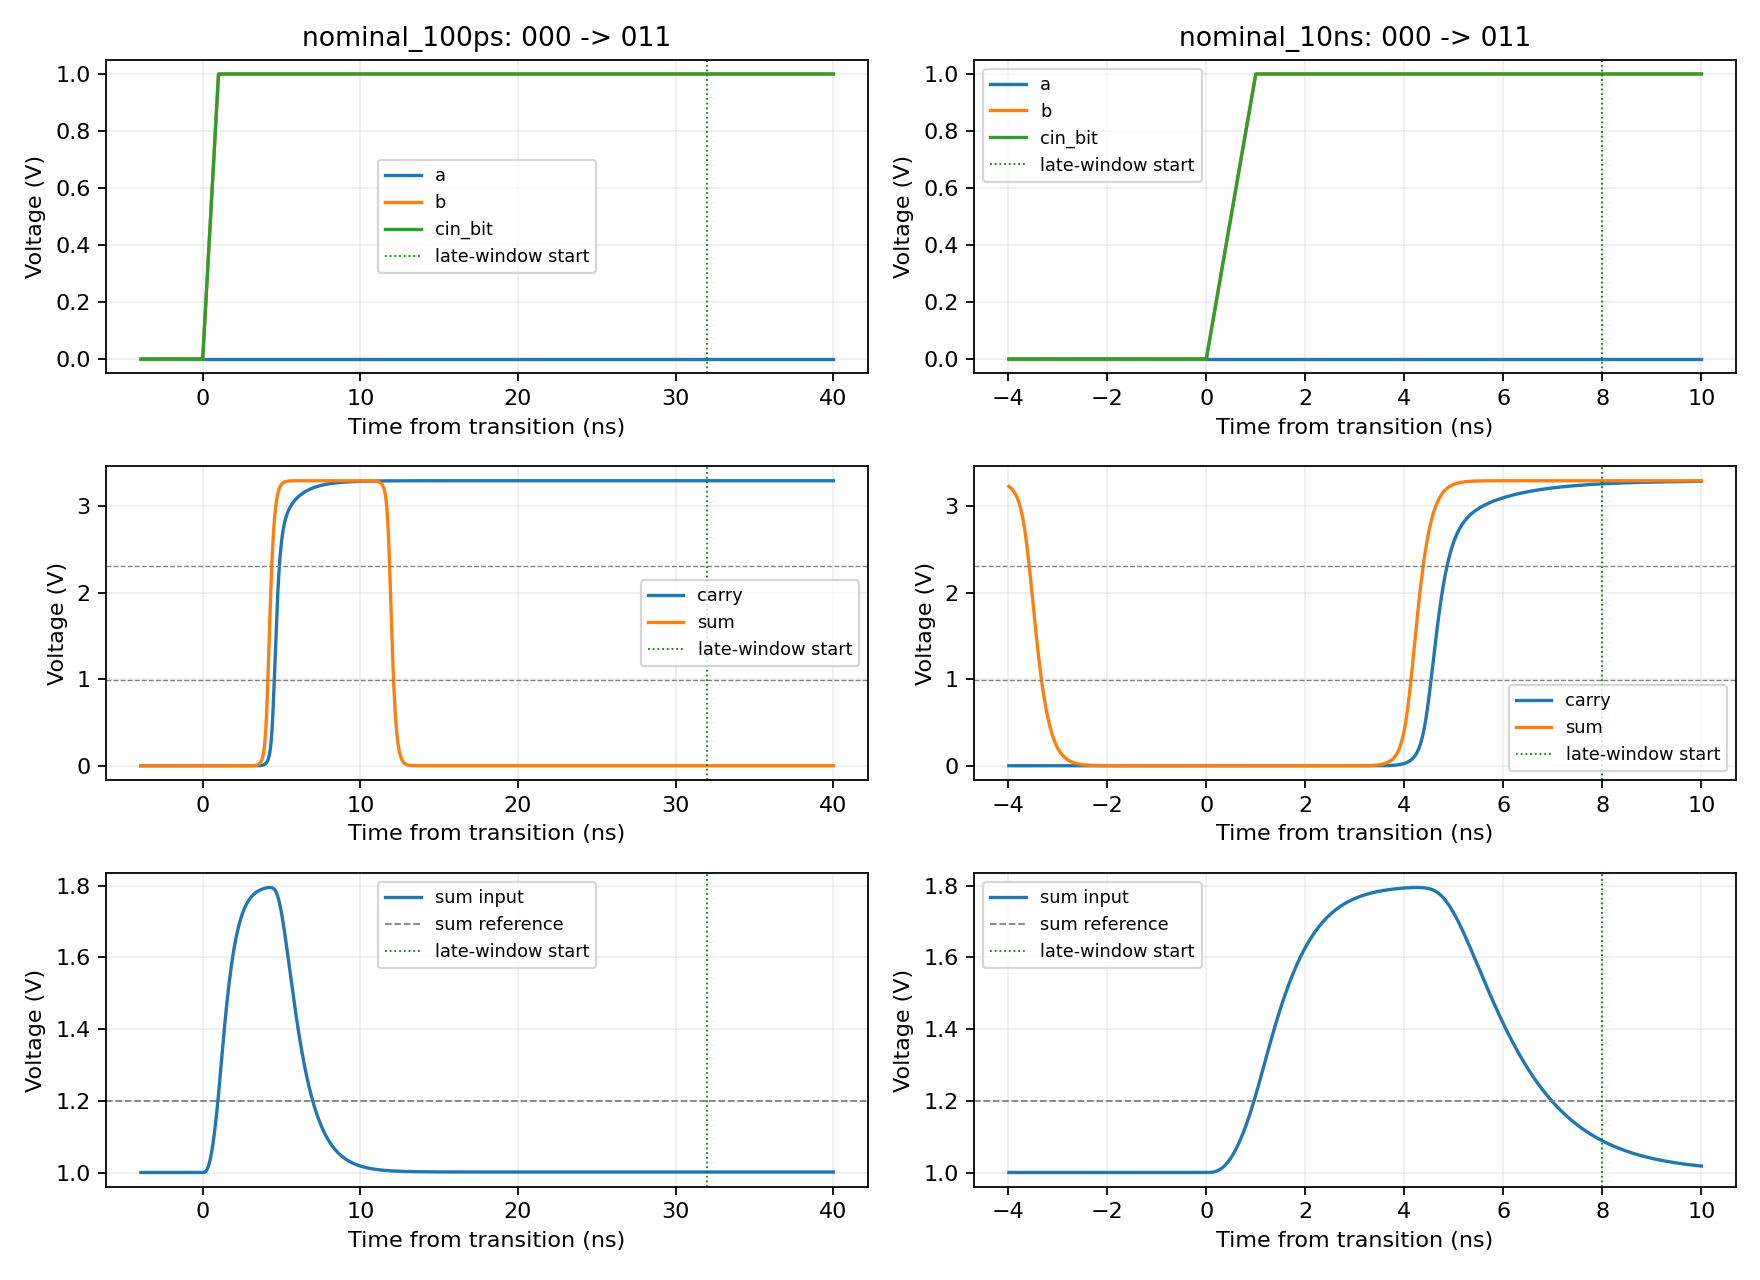 nominal_100ps: 000 -> 011
1.0
0.8
0.6
0.4
0.2
0.0
Voltage (V)
a
b
cin_bit
late-window start
0
10
20
30
40
Time from transition (ns)
nominal_10ns: 000 -> 011
1.0
0.8
0.6
0.4
0.2
0.0
Voltage (V)
a
b
cin_bit
late-window start
−4
−2
0
2
4
6
8
10
Time from transition (ns)
3
2
1
0
Voltage (V)
carry
sum
late-window start
0
10
20
30
40
Time from transition (ns)
3
2
1
0
Voltage (V)
carry
sum
late-window start
−4
−2
0
2
4
6
8
10
Time from transition (ns)
1.8
1.6
1.4
1.2
1.0
Voltage (V)
sum input
sum reference
late-window start
0
10
20
30
40
Time from transition (ns)
1.8
1.6
1.4
1.2
1.0
Voltage (V)
sum input
sum reference
late-window start
−4
−2
0
2
4
6
8
10
Time from transition (ns)